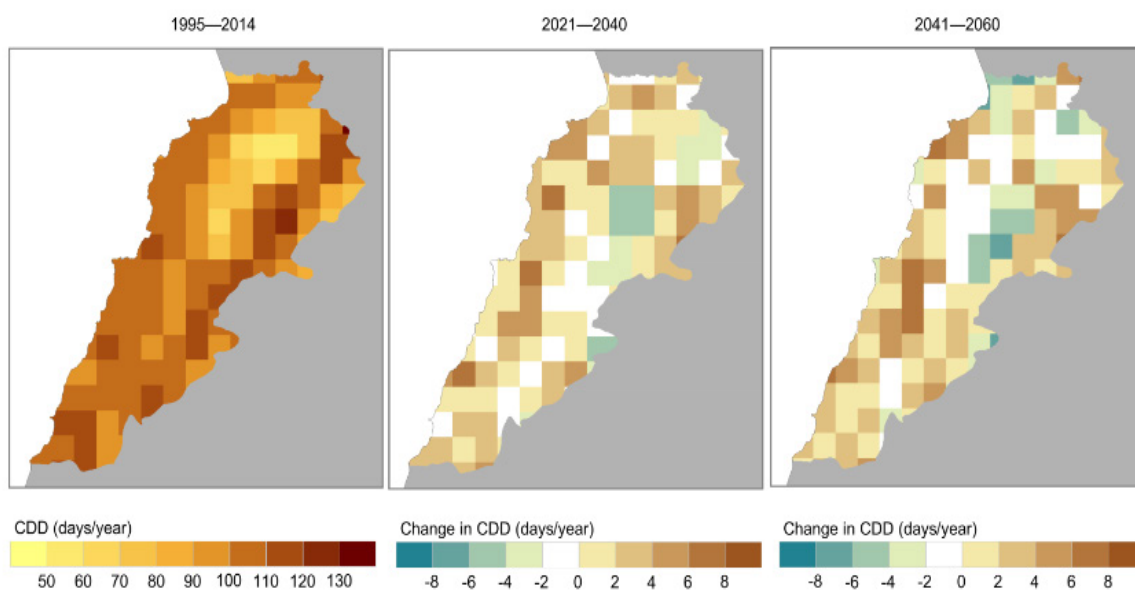 1995—2014
2021—2040
2041—2060
CDD (days/year)
50 60 70 80 90 100 110 120 130
Change in CDD (days/year)
-8 -6 -4 -2 0 2 4 6 8
Change in CDD (days/year)
-8 -6 -4 -2 0 2 4 6 8